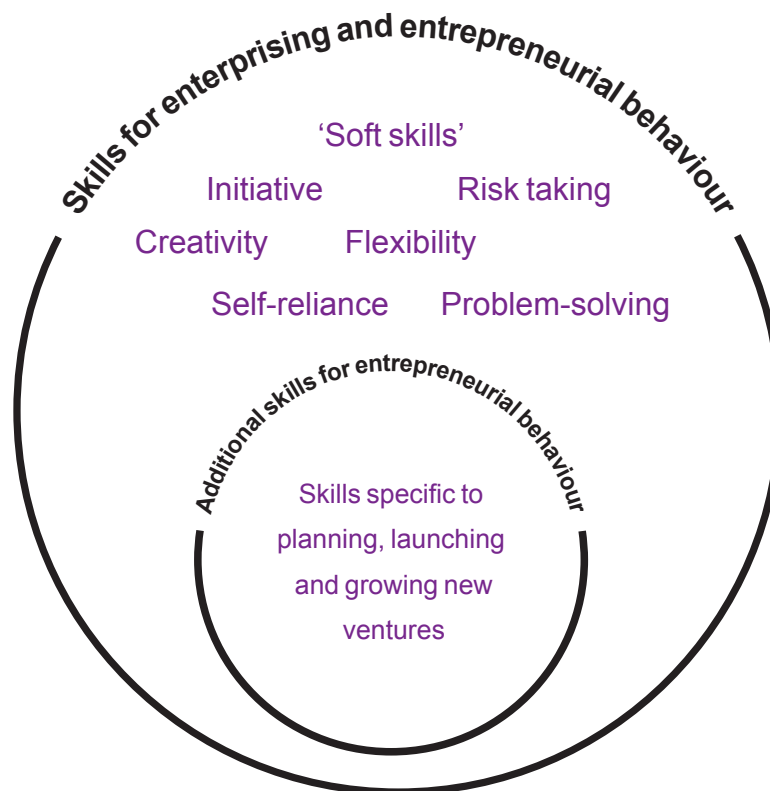 Skills for enterprising and entrepreneurial behaviour
‘Soft skills’
Initiative Risk taking
Creativity Flexibility
Self-reliance Problem-solving
Additional skills for entrepreneurial behaviour
Skills specific to
planning, launching
and growing new
ventures